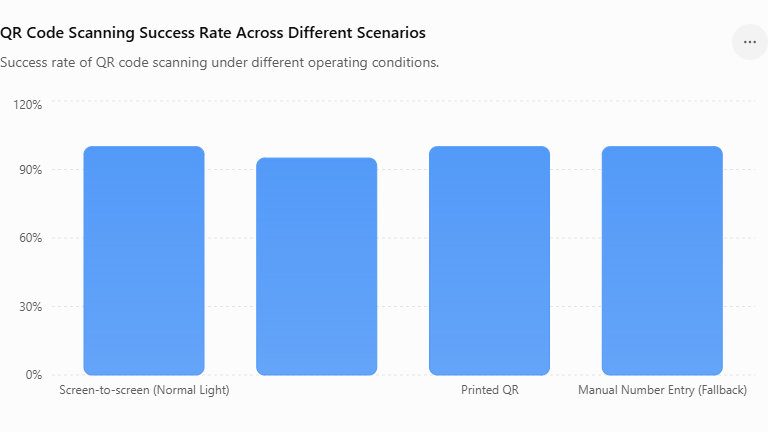 QR Code Scanning Success Rate Across Different Scenarios
...
Success rate of QR code scanning under different operating conditions.
120%
90%
60%
30%
0%
Screen-to-screen (Normal Light)
Printed QR
Manual Number Entry (Fallback)